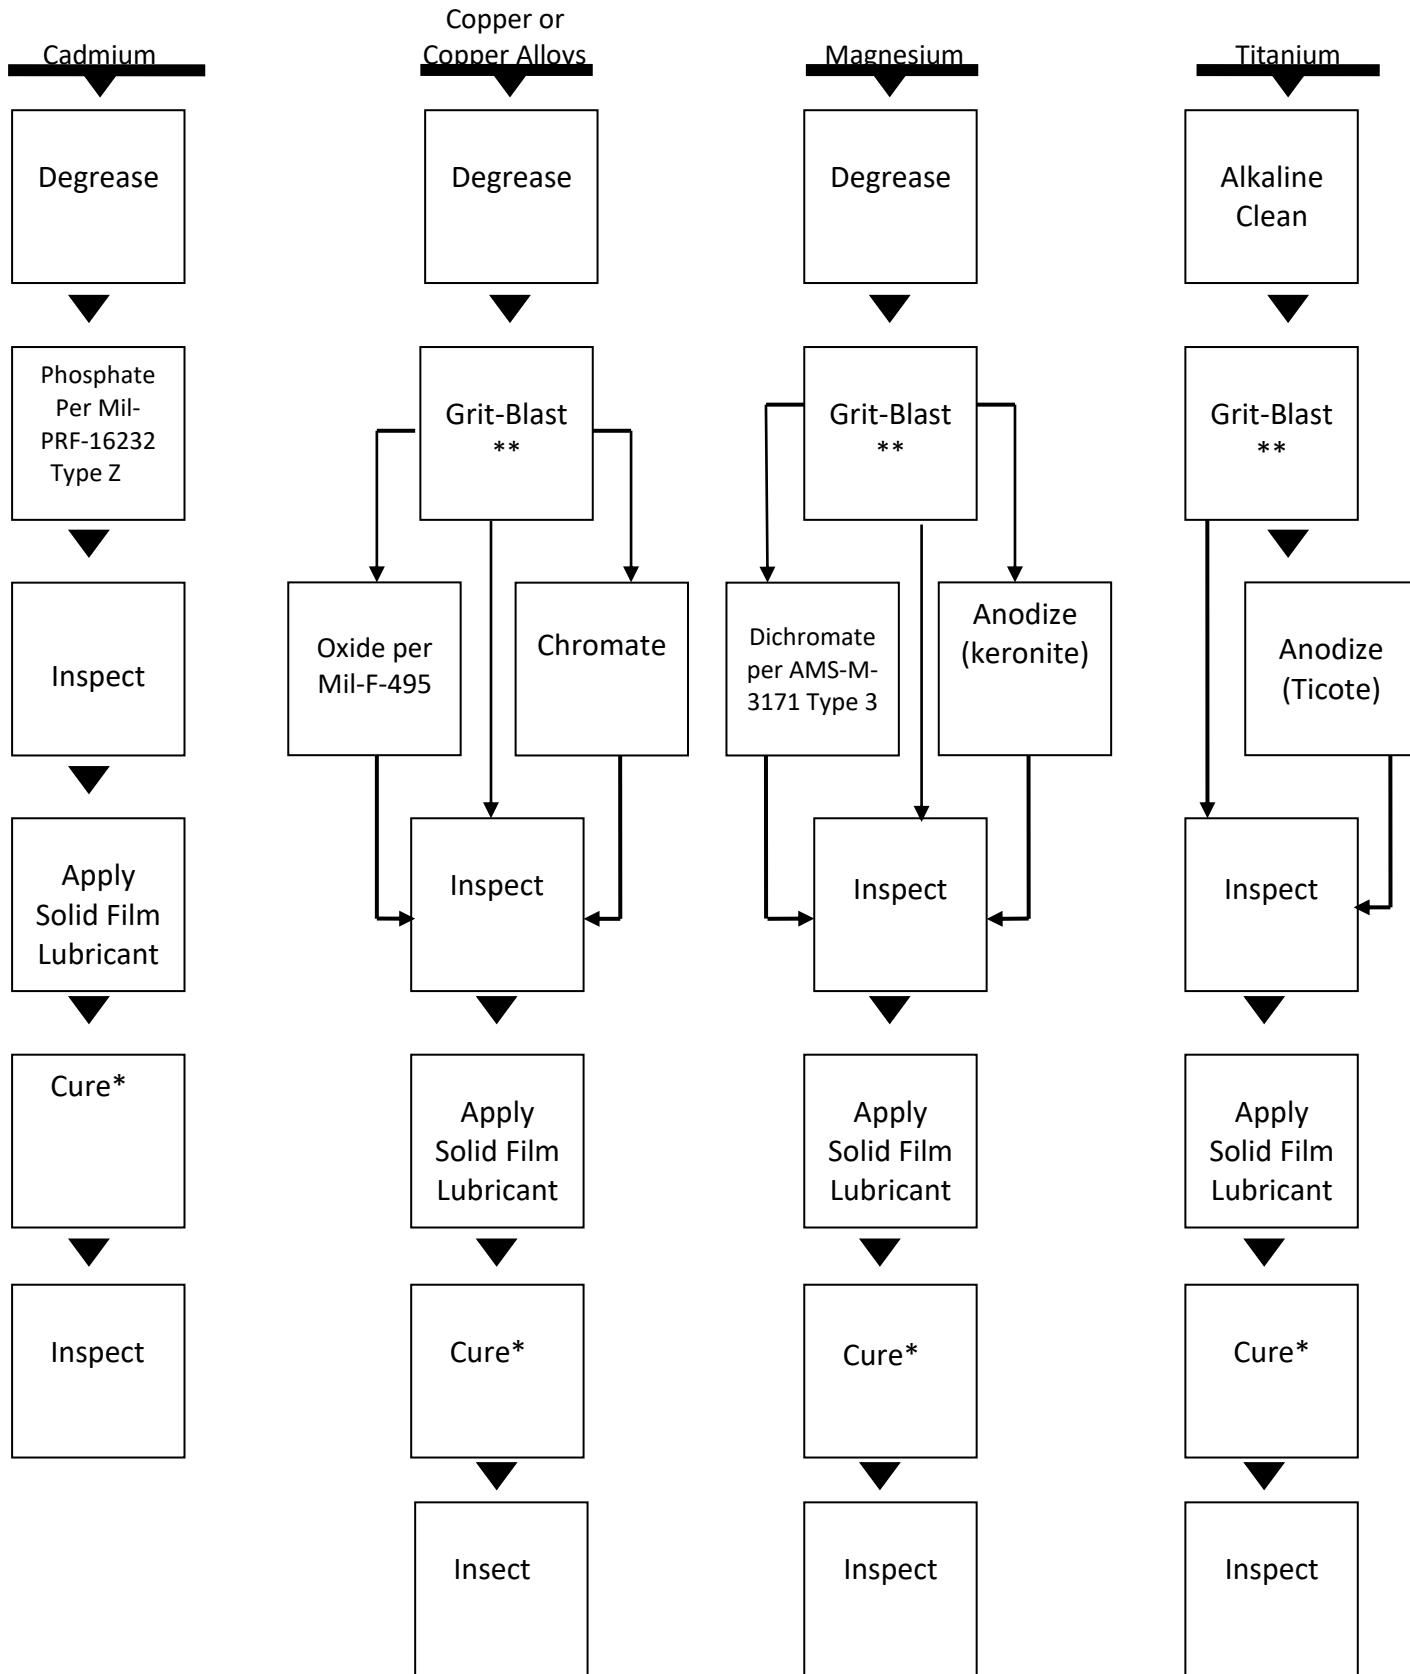 Cadmium
Degrease
Phosphate
Per Mil-
PRF-16232
Type Z
Inspect
Apply
Solid Film
Lubricant
Cure*
Inspect
Copper or
Copper Alloys
Degrease
Grit-Blast
**
Oxide per
Mil-F-495
Chromate
Inspect
Apply
Solid Film
Lubricant
Cure*
Insect
Magnesium
Degrease
Grit-Blast
**
Dichromate
per AMS-M-
3171 Type 3
Anodize
(keronite)
Inspect
Apply
Solid Film
Lubricant
Cure*
Inspect
Titanium
Alkaline
Clean
Grit-Blast
**
Anodize
(Ticote)
Inspect
Apply
Solid Film
Lubricant
Cure*
Inspect